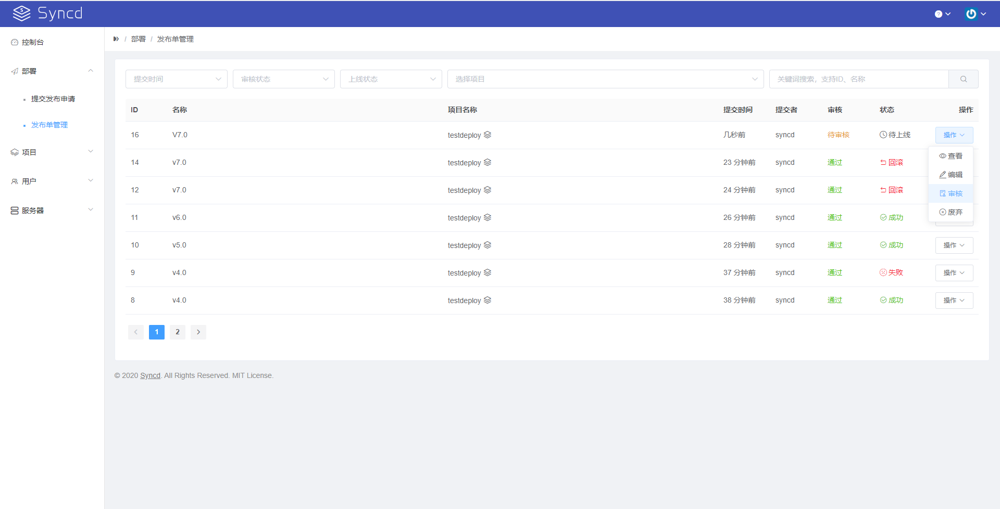 Syncd
控制台
部署
提交发布申请
发布单管理
项目
用户
服务器
/ 部署 / 发布单管理
提交时间 审核状态 上线状态 选择项目 关键词搜索，支持ID、名称
ID 名称 项目名称 提交时间 提交者 审核 状态 操作
16 V7.0 testdeploy 几秒前 syncd 待审核 待上线 操作
14 v7.0 testdeploy 23 分钟前 syncd 通过 回滚
12 v7.0 testdeploy 24 分钟前 syncd 通过 回滚
11 v6.0 testdeploy 26 分钟前 syncd 通过 成功
10 v5.0 testdeploy 28 分钟前 syncd 通过 成功 操作
9 v4.0 testdeploy 37 分钟前 syncd 通过 失败 操作
8 v4.0 testdeploy 38 分钟前 syncd 通过 成功 操作
查看
编辑
审核
废弃
1 2
© 2020 Syncd. All Rights Reserved. MIT License.